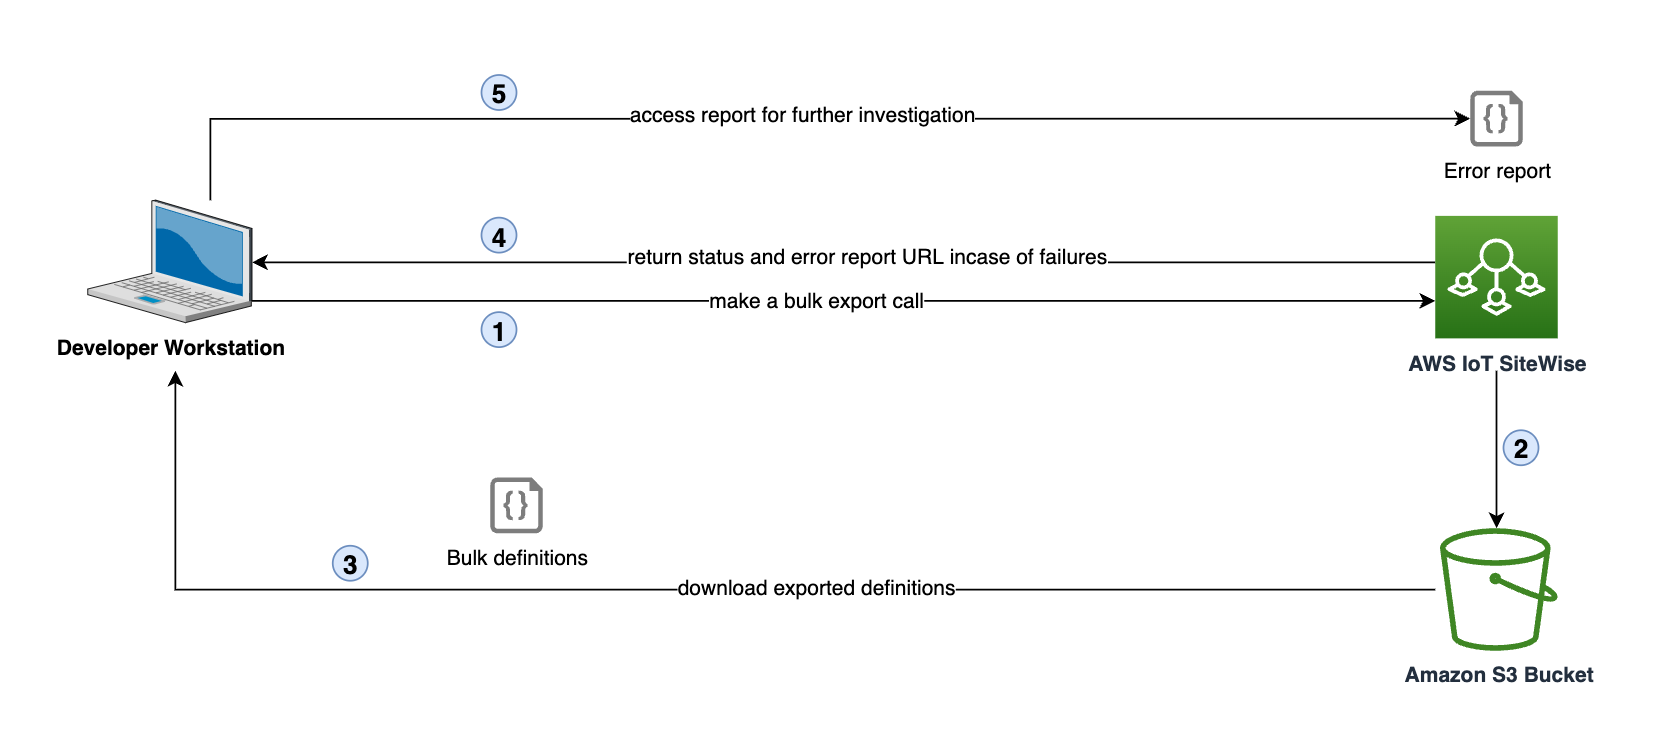 5
access report for further investigation
{}
Error report
4
return status and error report URL incase of failures
make a bulk export call
1
Developer Workstation
AWS IoT SiteWise
2
{}
Bulk definitions
3
download exported definitions
Amazon S3 Bucket